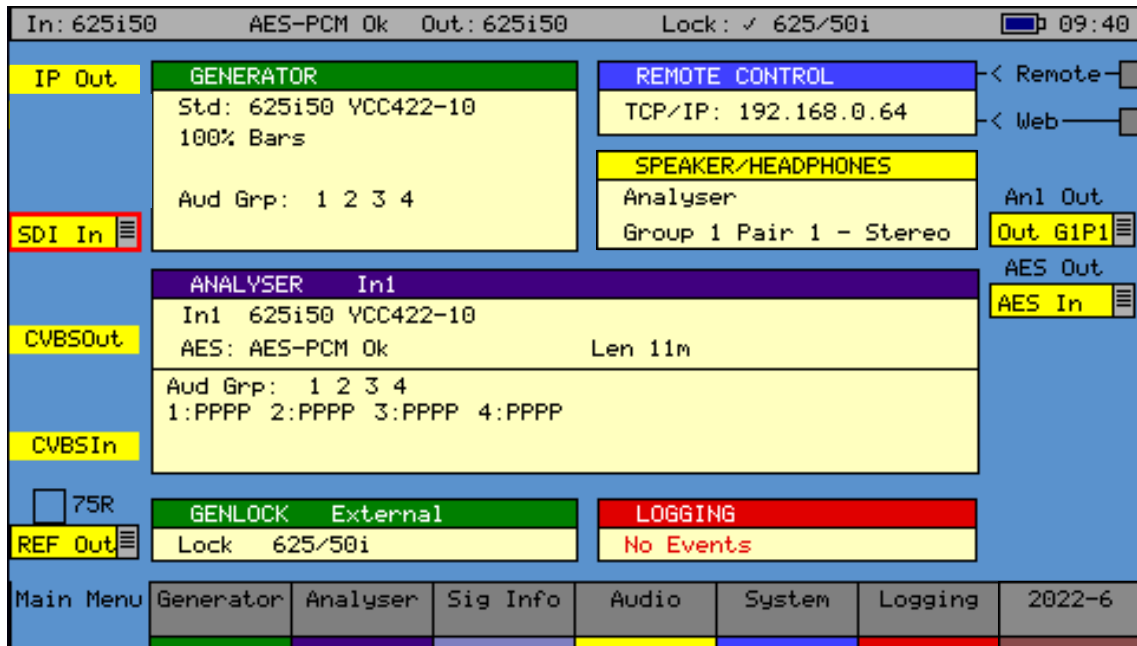 In: 625i50 AES-PCM Ok Out: 625i50 Lock: ✓ 625/50i 09:40
IP Out
SDI In
CVBSOut
CVBSIn
75R
REF Out
GENERATOR
Std: 625i50 YCC422-10
100% Bars
Aud Grp: 1 2 3 4
REMOTE CONTROL
TCP/IP: 192.168.0.64
< Remote
< Web
SPEAKER/HEADPHONES
Analyser
Group 1 Pair 1 - Stereo
Anl Out
Out G1P1
AES Out
AES In
ANALYSER In1
In1 625i50 YCC422-10
AES: AES-PCM Ok Len 11m
Aud Grp: 1 2 3 4
1:PPPP 2:PPPP 3:PPPP 4:PPPP
GENLOCK External
Lock 625/50i
LOGGING
No Events
Main Menu Generator Analyser Sig Info Audio System Logging 2022-6